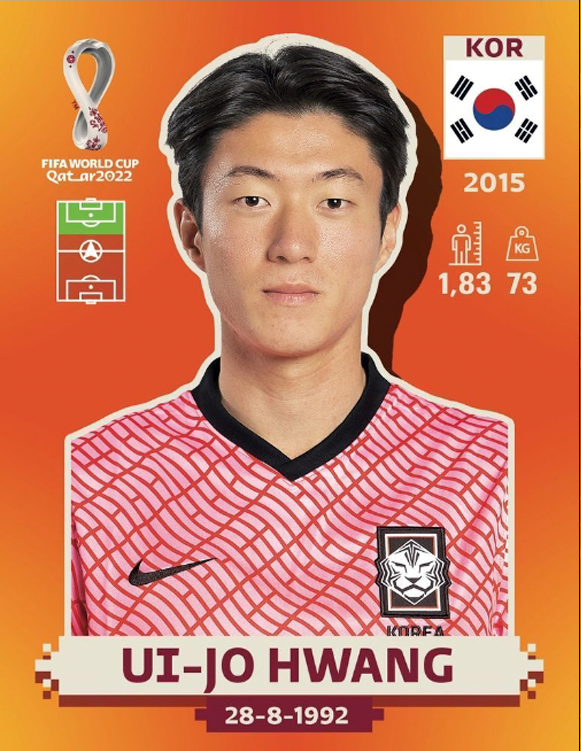 FIFA WORLD CUP
Qatar2022
KOR
2015
KG
1,83 73
KOREA
UI-JO HWANG
28-8-1992